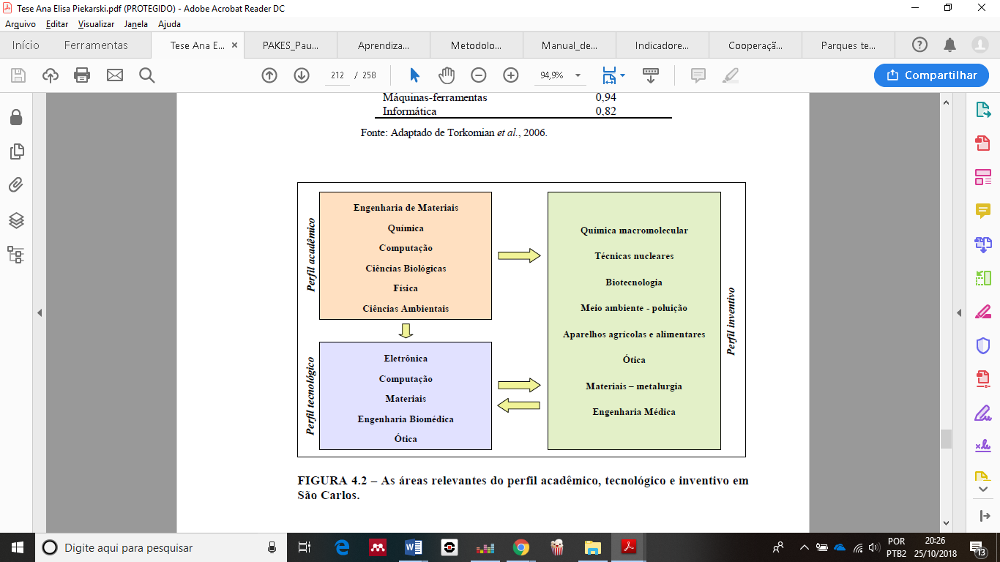 Tese Ana Elisa Piekarski.pdf (PROTEGIDO) - Adobe Acrobat Reader DC
Arquivo Editar Visualizar Janela Ajuda
Início Ferramentas Tese Ana E... × PAKES_Pau... Aprendiza... Metodolo... Manual_de... Indicadore... Cooperaçã... Parques te...
212 / 258 94,9% Compartilhar
Máquinas-ferramentas 0,94
Informática 0,82
Fonte: Adaptado de Torkomian et al., 2006.
Perfil acadêmico
Engenharia de Materiais
Química
Computação
Ciências Biológicas
Física
Ciências Ambientais
Perfil tecnológico
Eletrônica
Computação
Materiais
Engenharia Biomédica
Ótica
Química macromolecular
Técnicas nucleares
Biotecnologia
Meio ambiente - poluição
Aparelhos agrícolas e alimentares
Ótica
Materiais – metalurgia
Engenharia Médica
Perfil inventivo
FIGURA 4.2 – As áreas relevantes do perfil acadêmico, tecnológico e inventivo em
São Carlos.
Digite aqui para pesquisar
POR
PTB2
20:26
25/10/2018
13